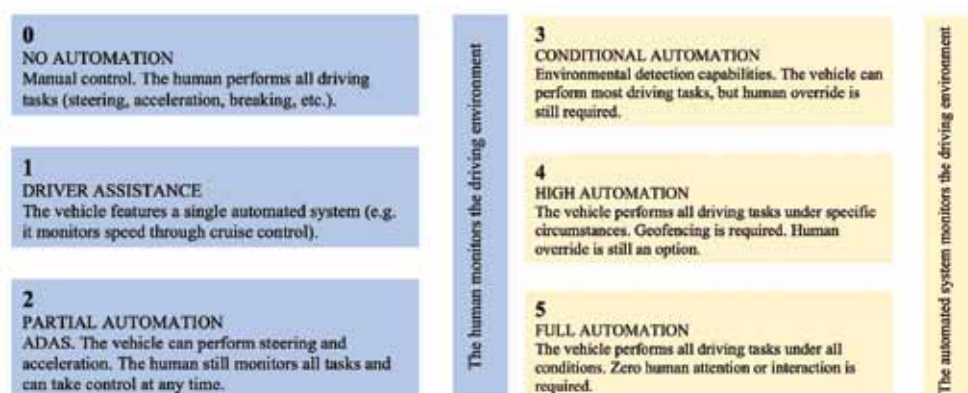 0
NO AUTOMATION
Manual control. The human performs all driving
tasks (steering, acceleration, breaking, etc.).
1
DRIVER ASSISTANCE
The vehicle features a single automated system (e.g.
it monitors speed through cruise control).
2
PARTIAL AUTOMATION
ADAS. The vehicle can perform steering and
acceleration. The human still monitors all tasks and
can take control at any time.
The human monitors the driving environment
3
CONDITIONAL AUTOMATION
Environmental detection capabilities. The vehicle can
perform most driving tasks, but human override is
still required.
4
HIGH AUTOMATION
The vehicle performs all driving tasks under specific
circumstances. Geofencing is required. Human
override is still an option.
5
FULL AUTOMATION
The vehicle performs all driving tasks under all
conditions. Zero human attention or interaction is
required.
The automated system monitors the driving environment